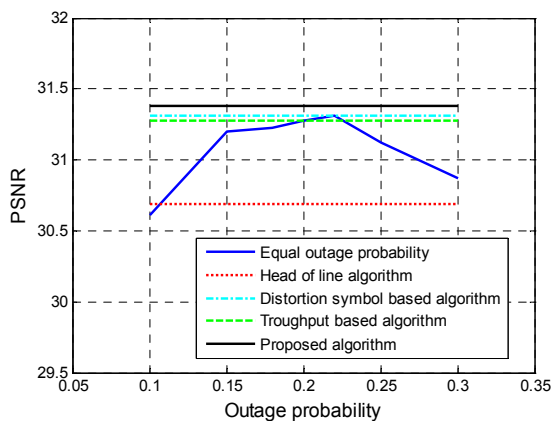 32
31.5
31
30.5
30
29.5
PSNR
Equal outage probability
Head of line algorithm
Distortion symbol based algorithm
Troughput based algorithm
Proposed algorithm
0.05 0.1 0.15 0.2 0.25 0.3 0.35
Outage probability